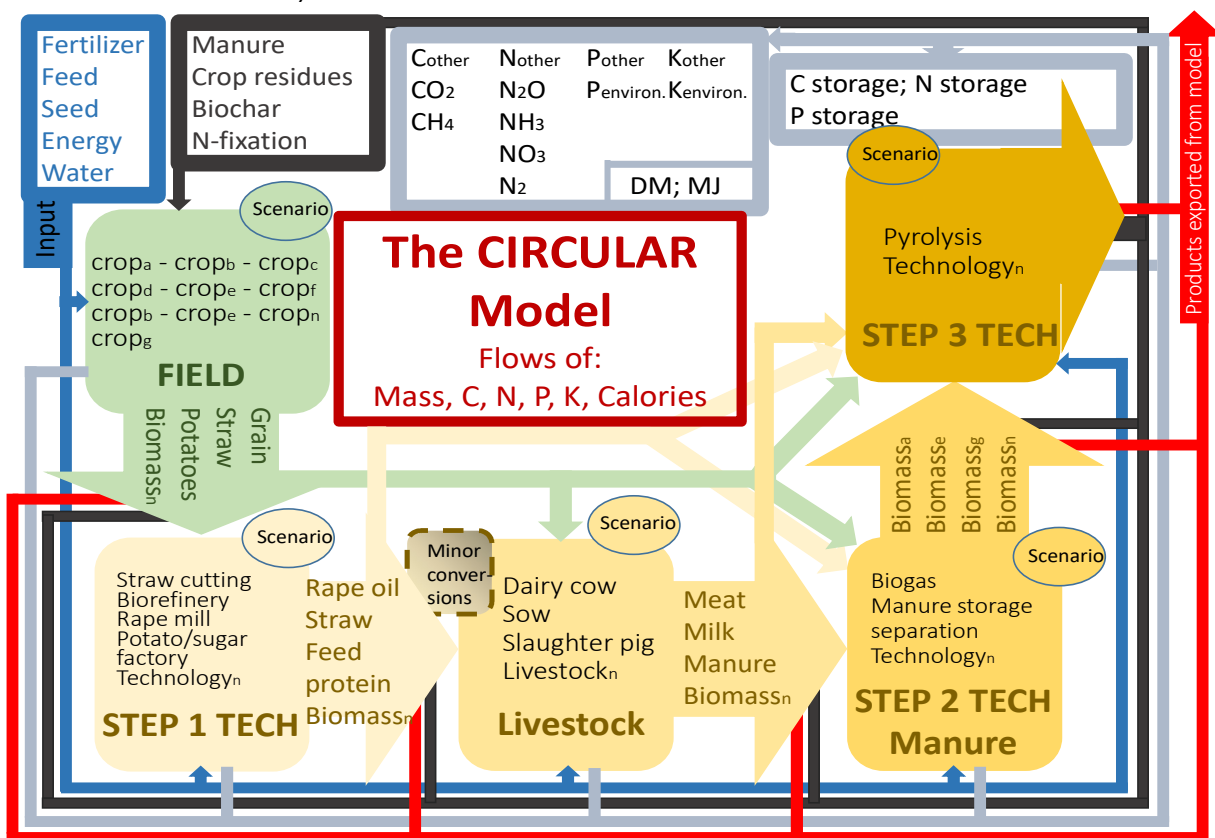 Fertilizer
Feed
Seed
Energy
Water
Input
Manure
Crop residues
Biochar
N-fixation
Cother Nother Pother Kother
CO2 N2O Penviron. Kenviron.
CH4 NH3
NO3
N2
DM; MJ
C storage; N storage
P storage
Products exported from model
Scenario
cropa - cropb - cropc
cropd - crope - cropf
cropb - crope - cropn
cropg
FIELD
Grain
Straw
Potatoes
Biomassn
The CIRCULAR
Model
Flows of:
Mass, C, N, P, K, Calories
Scenario
Pyrolysis
Technologyn
STEP 3 TECH
Biomassa
Biomasse
Biomassg
Biomassn
Scenario
Straw cutting
Biorefinery
Rape mill
Potato/sugar
factory
Technologyn
STEP 1 TECH
Rape oil
Straw
Feed
protein
Biomassn
Minor
conver-
sions
Scenario
Dairy cow
Sow
Slaughter pig
Livestockn
Livestock
Meat
Milk
Manure
Biomassn
Scenario
Biogas
Manure storage
separation
Technologyn
STEP 2 TECH
Manure